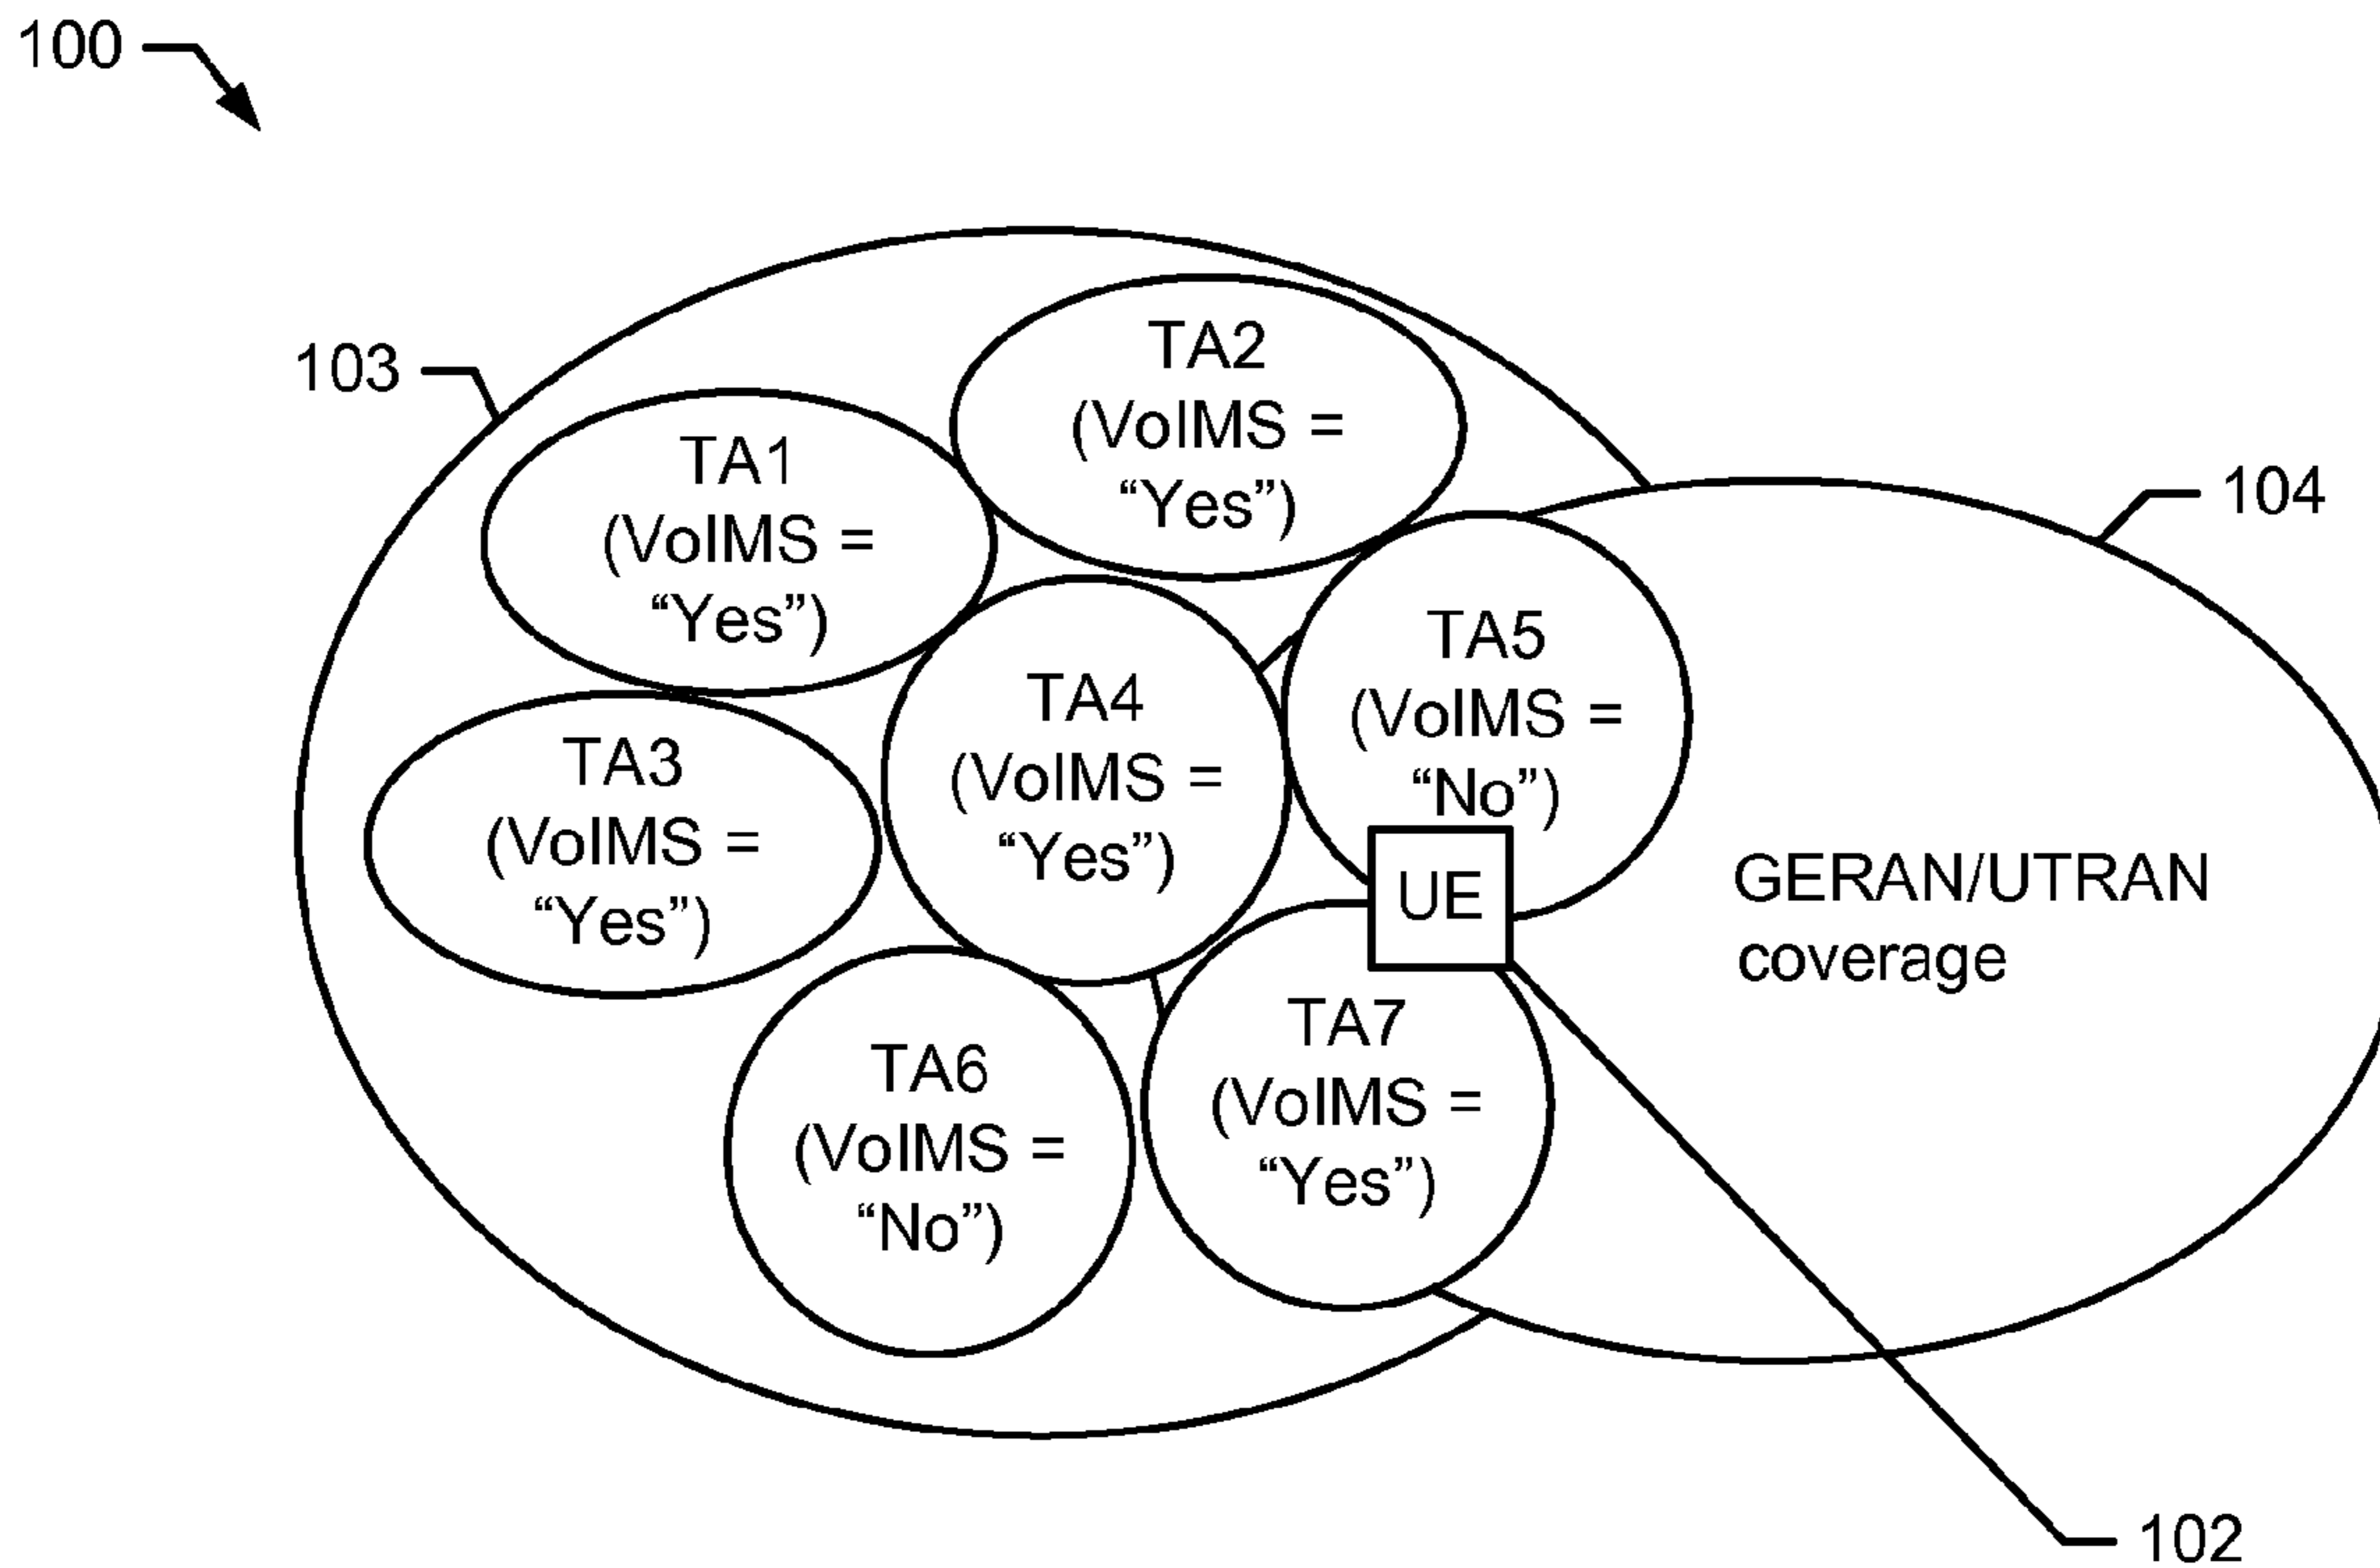 100
103
TA2
(VoIMS =
“Yes”)
TA1
(VoIMS =
“Yes”)
104
TA5
(VoIMS =
“No”)
TA4
(VoIMS =
“Yes”)
TA3
(VoIMS =
“Yes”)
UE
GERAN/UTRAN
coverage
TA7
(VoIMS =
“Yes”)
TA6
(VoIMS =
“No”)
102